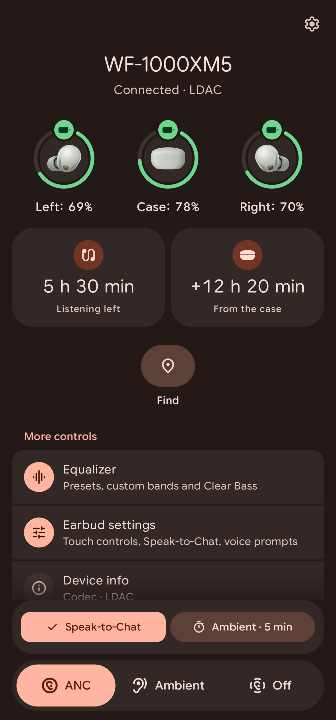 WF-1000XM5
Connected · LDAC
Left: 69%
Case: 78%
Right: 70%
5 h 30 min
Listening left
+12 h 20 min
From the case
Find
More controls
Equalizer
Presets, custom bands and Clear Bass
Earbud settings
Touch controls, Speak-to-Chat, voice prompts
Device info
Codec · LDAC
Speak-to-Chat
Ambient · 5 min
ANC
Ambient
Off